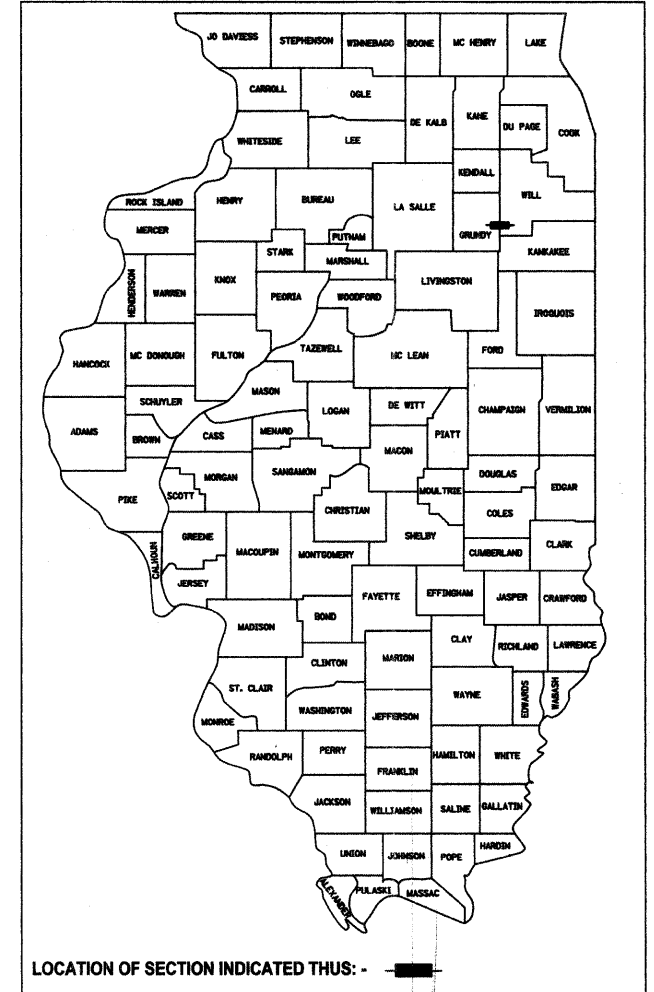 JO DAVIESS
STEPHENSON
WINNEBAGO
BOONE
MC HENRY
LAKE
CARROLL
OGLE
DE KALB
KANE
DU PAGE
COOK
WHITESIDE
LEE
KENDALL
WILL
ROCK ISLAND
HENRY
BUREAU
LA SALLE
GRUNDY
MERCER
PUTNAM
STARK
MARSHALL
KANKAKEE
HENDERSON
WARREN
KNOX
PEORIA
WOODFORD
LIVINGSTON
IROQUOIS
HANCOCK
MC DONOUGH
FULTON
TAZEWELL
MC LEAN
FORD
MASON
SCHUYLER
LOGAN
DE WITT
CHAMPAIGN
VERMILION
ADAMS
BROWN
CASS
MENARD
PIATT
MACON
MORGAN
SANGAMON
DOUGLAS
EDGAR
PIKE
SCOTT
CHRISTIAN
MOULTRIE
COLES
GREENE
MACOUPIN
MONTGOMERY
SHELBY
CUMBERLAND
CLARK
CALHOUN
JERSEY
FAYETTE
EFFINGHAM
JASPER
CRAWFORD
MADISON
BOND
CLAY
RICHLAND
LAWRENCE
CLINTON
MARION
ST. CLAIR
WAYNE
EDWARDS
WABASH
MONROE
WASHINGTON
JEFFERSON
RANDOLPH
PERRY
HAMILTON
WHITE
FRANKLIN
JACKSON
WILLIAMSON
SALINE
GALLATIN
UNION
JOHNSON
POPE
HARDIN
ALEXANDER
PULASKI
MASSAC
LOCATION OF SECTION INDICATED THUS: -